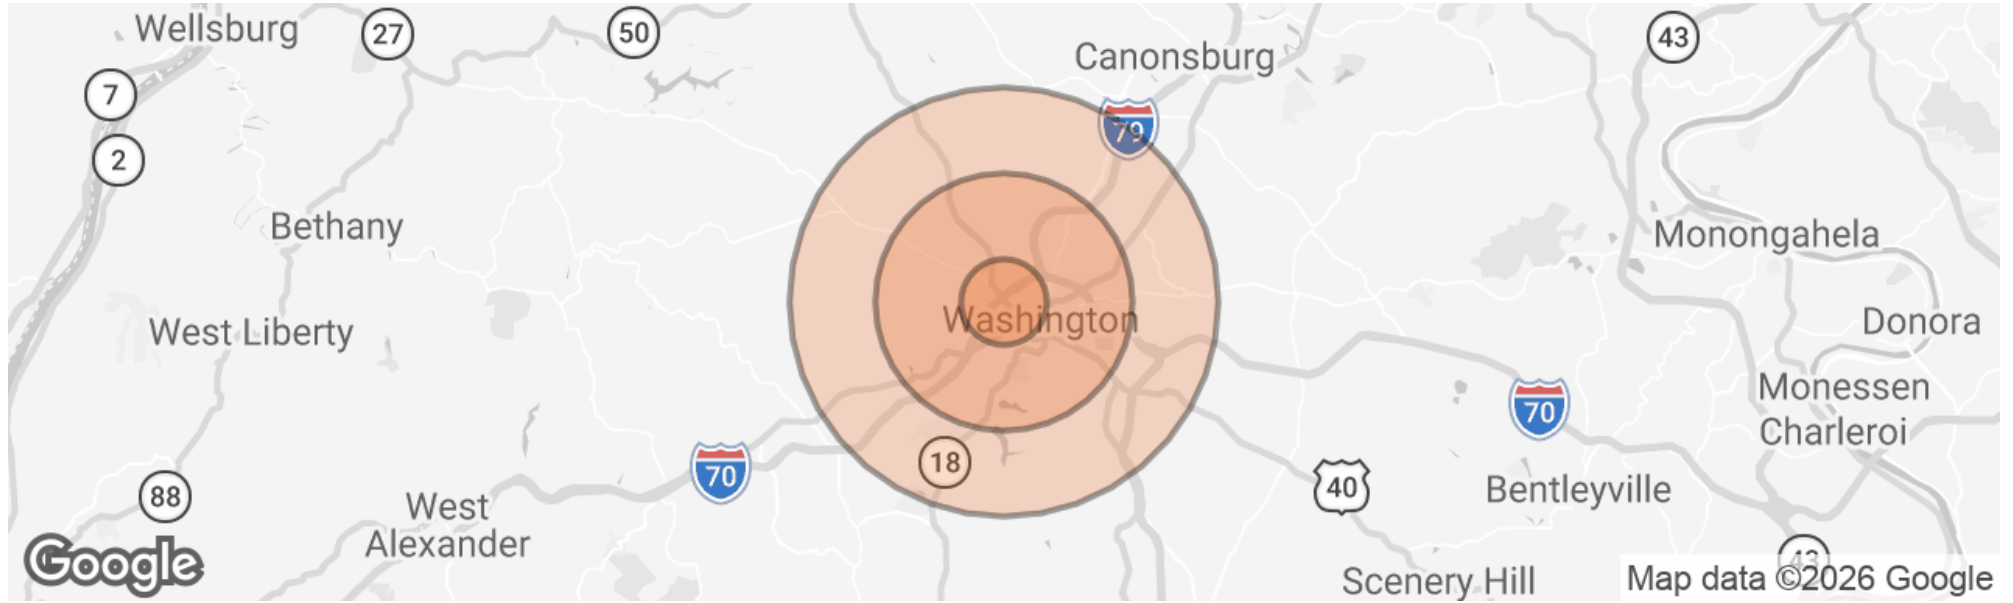 Wellsburg
27
50
43
Canonsburg
7
79
2
Bethany
Monongahela
Washington
West Liberty
Donora
Monessen
70
Charleroi
18
70
40
88
West
Alexander
Bentleyville
43
Google
Scenery Hill
Map data ©2026 Google